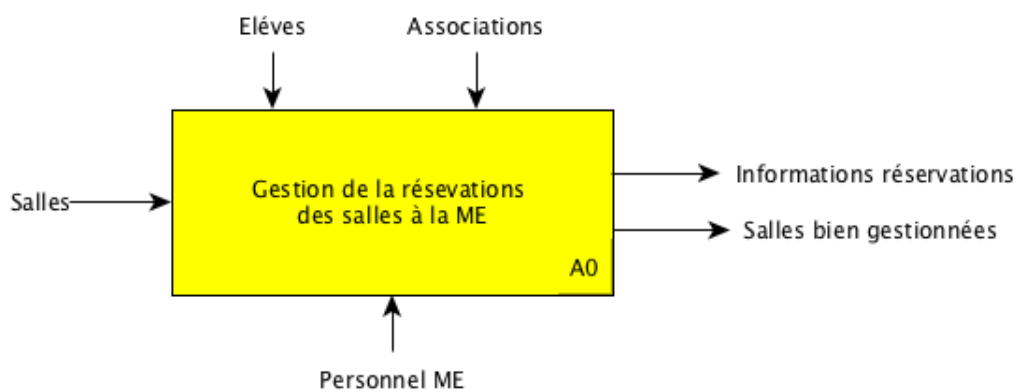 Eléves
Associations
Gestion de la résevations
des salles à la ME
Salles
Informations réservations
Salles bien gestionnées
A0
Personnel ME